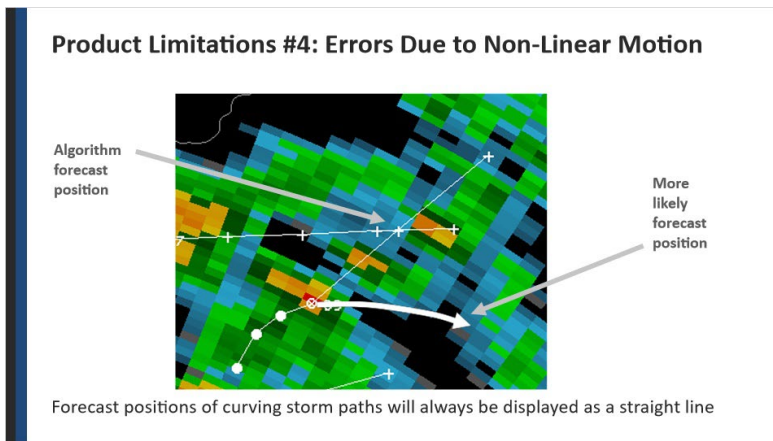 Product Limitations #4: Errors Due to Non-Linear Motion
Algorithm
forecast
position
More
likely
forecast
position
Forecast positions of curving storm paths will always be displayed as a straight line